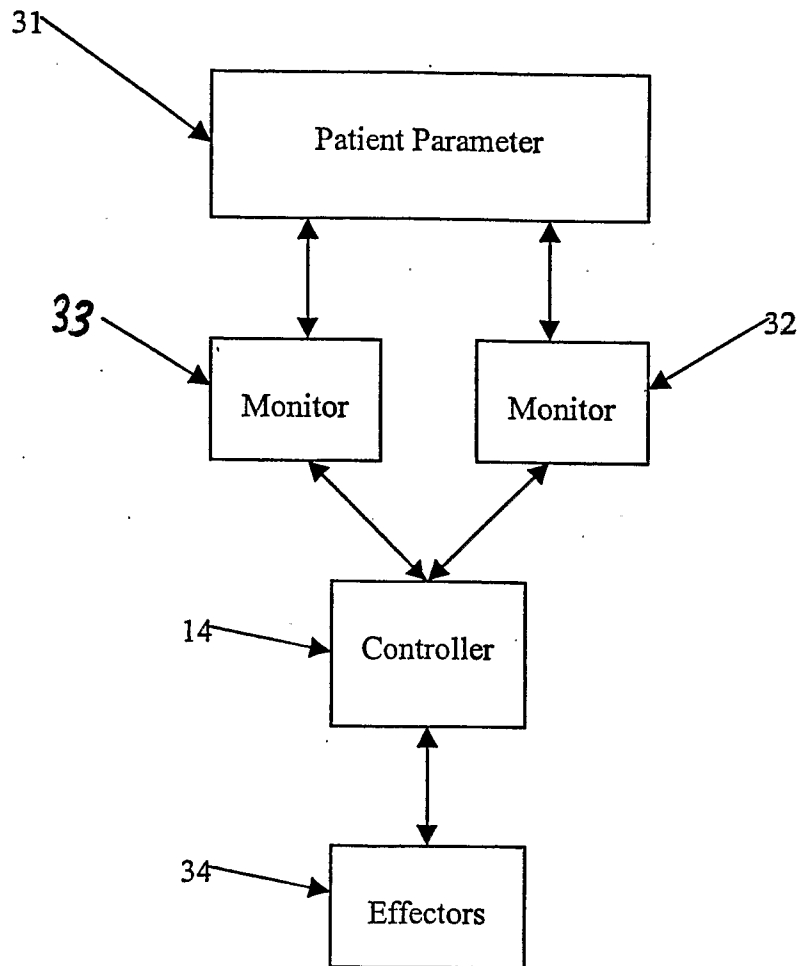 31
Patient Parameter
33
32
Monitor
Monitor
14
Controller
34
Effectors